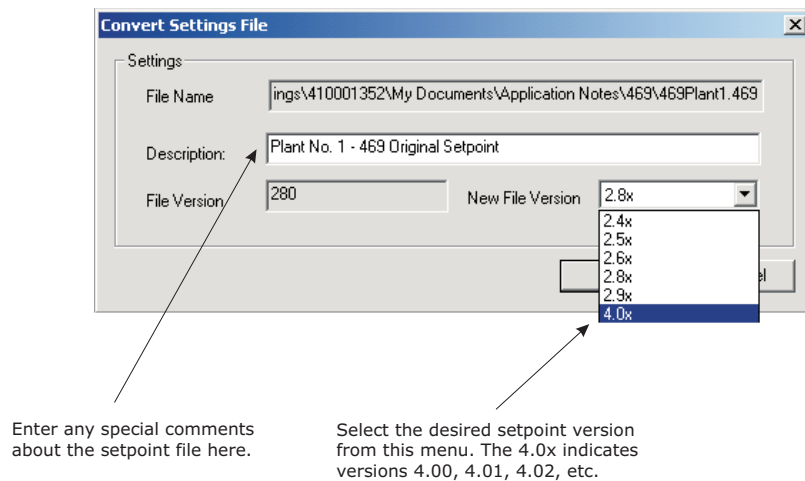 Convert Settings File
Settings
File Name ings\410001352\My Documents\Application Notes\469\469Plant1.469
Description: Plant No. 1 - 469 Original Setpoint
File Version 280 New File Version 2.8x
2.4x
2.5x
2.6x
2.8x
2.9x
4.0x
Enter any special comments
about the setpoint file here.
Select the desired setpoint version
from this menu. The 4.0x indicates
versions 4.00, 4.01, 4.02, etc.